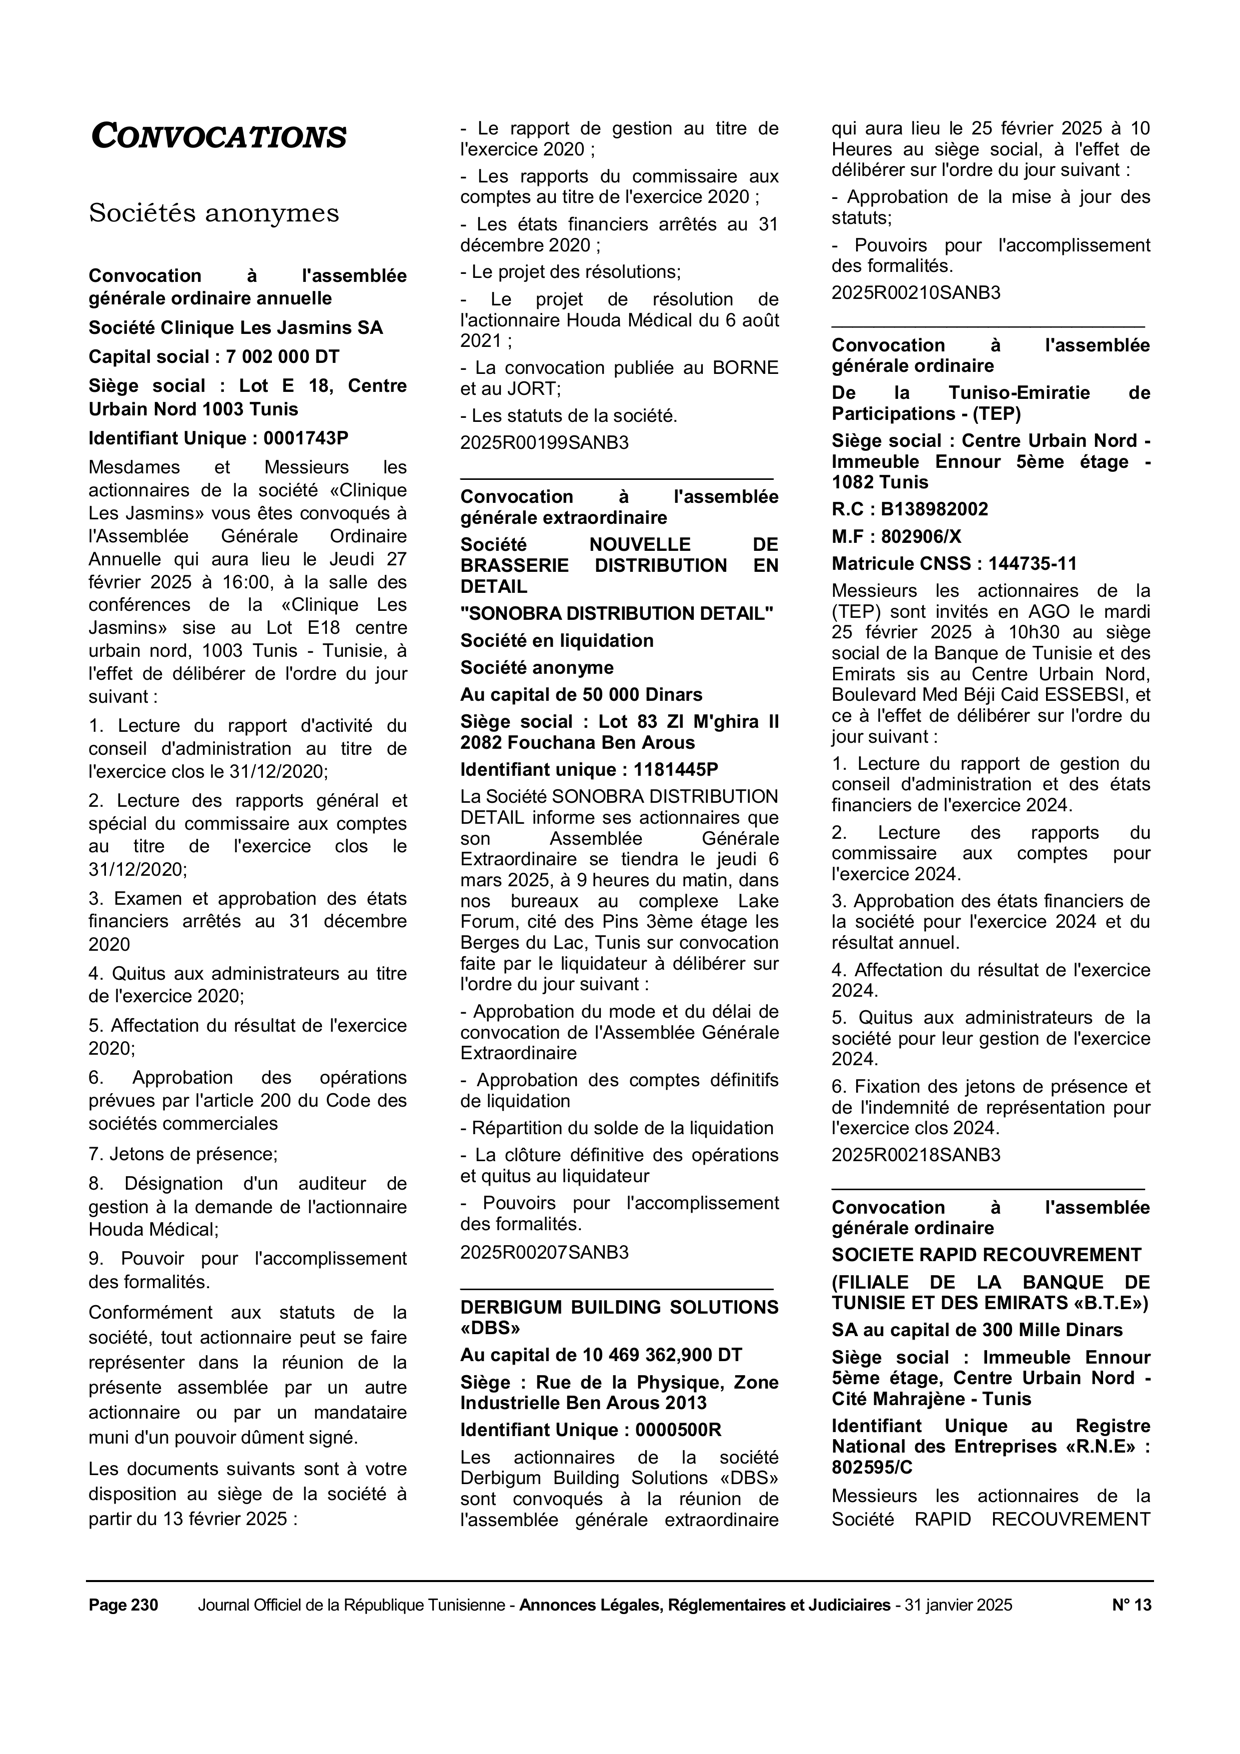 CONVOCATIONS
Sociétés anonymes
Convocation à l'assemblée
générale ordinaire annuelle
Société Clinique Les Jasmins SA
Capital social : 7 002 000 DT
Siège social : Lot E 18, Centre
Urbain Nord 1003 Tunis
Identifiant Unique : 0001743P
Mesdames et Messieurs les
actionnaires de la société «Clinique
Les Jasmins» vous êtes convoqués à
l'Assemblée Générale Ordinaire
Annuelle qui aura lieu le Jeudi 27
février 2025 à 16:00, à la salle des
conférences de la «Clinique Les
Jasmins» sise au Lot E18 centre
urbain nord, 1003 Tunis - Tunisie, à
l'effet de délibérer de l'ordre du jour
suivant :
1. Lecture du rapport d'activité du
conseil d'administration au titre de
l'exercice clos le 31/12/2020;
2. Lecture des rapports général et
spécial du commissaire aux comptes
au titre de l'exercice clos le
31/12/2020;
3. Examen et approbation des états
financiers arrêtés au 31 décembre
2020
4. Quitus aux administrateurs au titre
de l'exercice 2020;
5. Affectation du résultat de l'exercice
2020;
6. Approbation des opérations
prévues par l'article 200 du Code des
sociétés commerciales
7. Jetons de présence;
8. Désignation d'un auditeur de
gestion à la demande de l'actionnaire
Houda Médical;
9. Pouvoir pour l'accomplissement
des formalités.
Conformément aux statuts de la
société, tout actionnaire peut se faire
représenter dans la réunion de la
présente assemblée par un autre
actionnaire ou par un mandataire
muni d'un pouvoir dûment signé.
Les documents suivants sont à votre
disposition au siège de la société à
partir du 13 février 2025 :
- Le rapport de gestion au titre de
l'exercice 2020 ;
- Les rapports du commissaire aux
comptes au titre de l'exercice 2020 ;
- Les états financiers arrêtés au 31
décembre 2020 ;
- Le projet des résolutions;
- Le projet de résolution de
l'actionnaire Houda Médical du 6 août
2021 ;
- La convocation publiée au BORNE
et au JORT;
- Les statuts de la société.
2025R00199SANB3
Convocation à l'assemblée
générale extraordinaire
Société NOUVELLE DE
BRASSERIE DISTRIBUTION EN
DETAIL
"SONOBRA DISTRIBUTION DETAIL"
Société en liquidation
Société anonyme
Au capital de 50 000 Dinars
Siège social : Lot 83 ZI M'ghira II
2082 Fouchana Ben Arous
Identifiant unique : 1181445P
La Société SONOBRA DISTRIBUTION
DETAIL informe ses actionnaires que
son Assemblée Générale
Extraordinaire se tiendra le jeudi 6
mars 2025, à 9 heures du matin, dans
nos bureaux au complexe Lake
Forum, cité des Pins 3ème étage les
Berges du Lac, Tunis sur convocation
faite par le liquidateur à délibérer sur
l'ordre du jour suivant :
- Approbation du mode et du délai de
convocation de l'Assemblée Générale
Extraordinaire
- Approbation des comptes définitifs
de liquidation
- Répartition du solde de la liquidation
- La clôture définitive des opérations
et quitus au liquidateur
- Pouvoirs pour l'accomplissement
des formalités.
2025R00207SANB3
DERBIGUM BUILDING SOLUTIONS
«DBS»
Au capital de 10 469 362,900 DT
Siège : Rue de la Physique, Zone
Industrielle Ben Arous 2013
Identifiant Unique : 0000500R
Les actionnaires de la société
Derbigum Building Solutions «DBS»
sont convoqués à la réunion de
l'assemblée générale extraordinaire
qui aura lieu le 25 février 2025 à 10
Heures au siège social, à l'effet de
délibérer sur l'ordre du jour suivant :
- Approbation de la mise à jour des
statuts;
- Pouvoirs pour l'accomplissement
des formalités.
2025R00210SANB3
Convocation à l'assemblée
générale ordinaire
De la Tuniso-Emiratie de
Participations - (TEP)
Siège social : Centre Urbain Nord -
Immeuble Ennour 5ème étage -
1082 Tunis
R.C : B138982002
M.F : 802906/X
Matricule CNSS : 144735-11
Messieurs les actionnaires de la
(TEP) sont invités en AGO le mardi
25 février 2025 à 10h30 au siège
social de la Banque de Tunisie et des
Emirats sis au Centre Urbain Nord,
Boulevard Med Béji Caid ESSEBSI, et
ce à l'effet de délibérer sur l'ordre du
jour suivant :
1. Lecture du rapport de gestion du
conseil d'administration et des états
financiers de l'exercice 2024.
2. Lecture des rapports du
commissaire aux comptes pour
l'exercice 2024.
3. Approbation des états financiers de
la société pour l'exercice 2024 et du
résultat annuel.
4. Affectation du résultat de l'exercice
2024.
5. Quitus aux administrateurs de la
société pour leur gestion de l'exercice
2024.
6. Fixation des jetons de présence et
de l'indemnité de représentation pour
l'exercice clos 2024.
2025R00218SANB3
Convocation à l'assemblée
générale ordinaire
SOCIETE RAPID RECOUVREMENT
(FILIALE DE LA BANQUE DE
TUNISIE ET DES EMIRATS «B.T.E»)
SA au capital de 300 Mille Dinars
Siège social : Immeuble Ennour
5ème étage, Centre Urbain Nord -
Cité Mahrajène - Tunis
Identifiant Unique au Registre
National des Entreprises «R.N.E» :
802595/C
Messieurs les actionnaires de la
Société RAPID RECOUVREMENT
Page 230 Journal Officiel de la République Tunisienne - Annonces Légales, Réglementaires et Judiciaires - 31 janvier 2025 N° 13